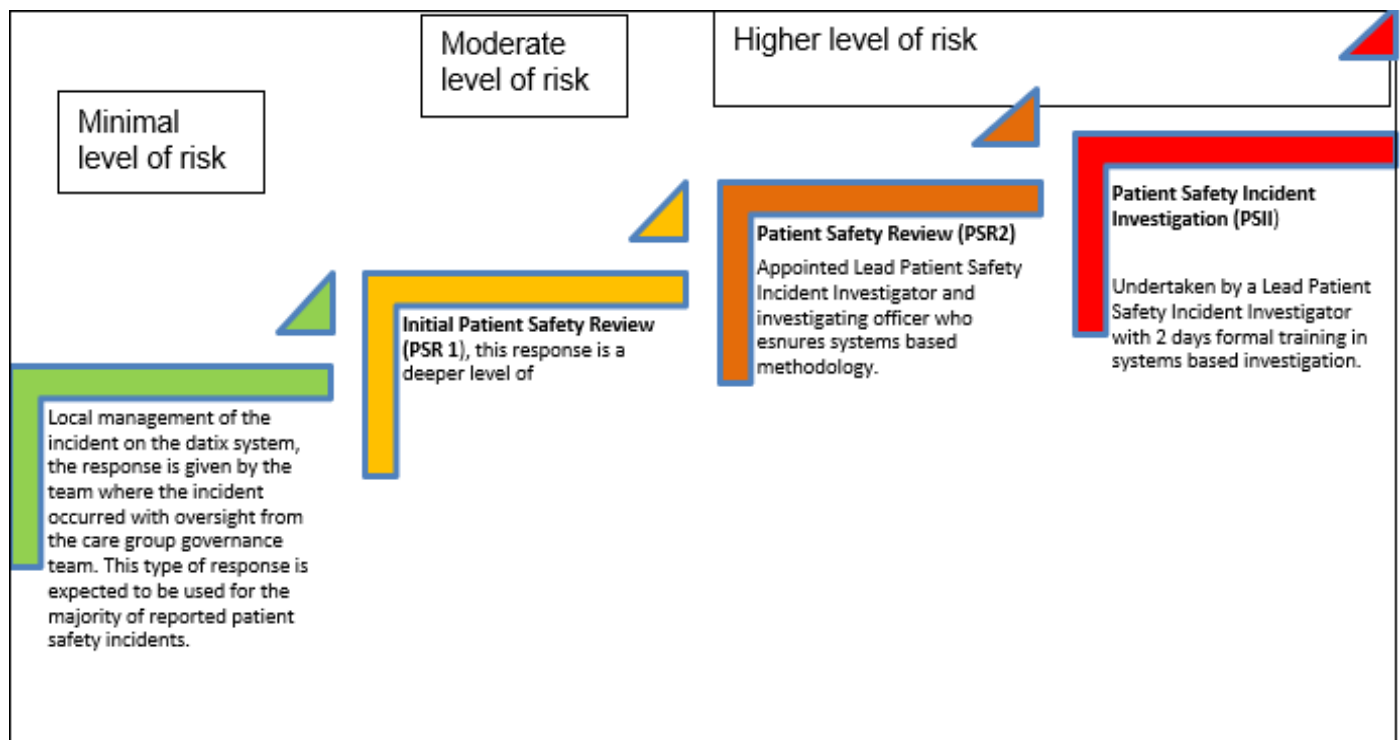 Minimal
level of risk
Moderate
level of risk
Higher level of risk
Local management of the
incident on the datix system,
the response is given by the
team where the incident
occurred with oversight from
the care group governance
team. This type of response is
expected to be used for the
majority of reported patient
safety incidents.
Initial Patient Safety Review
(PSR 1), this response is a
deeper level of
Patient Safety Review (PSR2)
Appointed Lead Patient Safety
Incident Investigator and
investigating officer who
esnures systems based
methodology.
Patient Safety Incident
Investigation (PSII)
Undertaken by a Lead Patient
Safety Incident Investigator
with 2 days formal training in
systems based investigation.